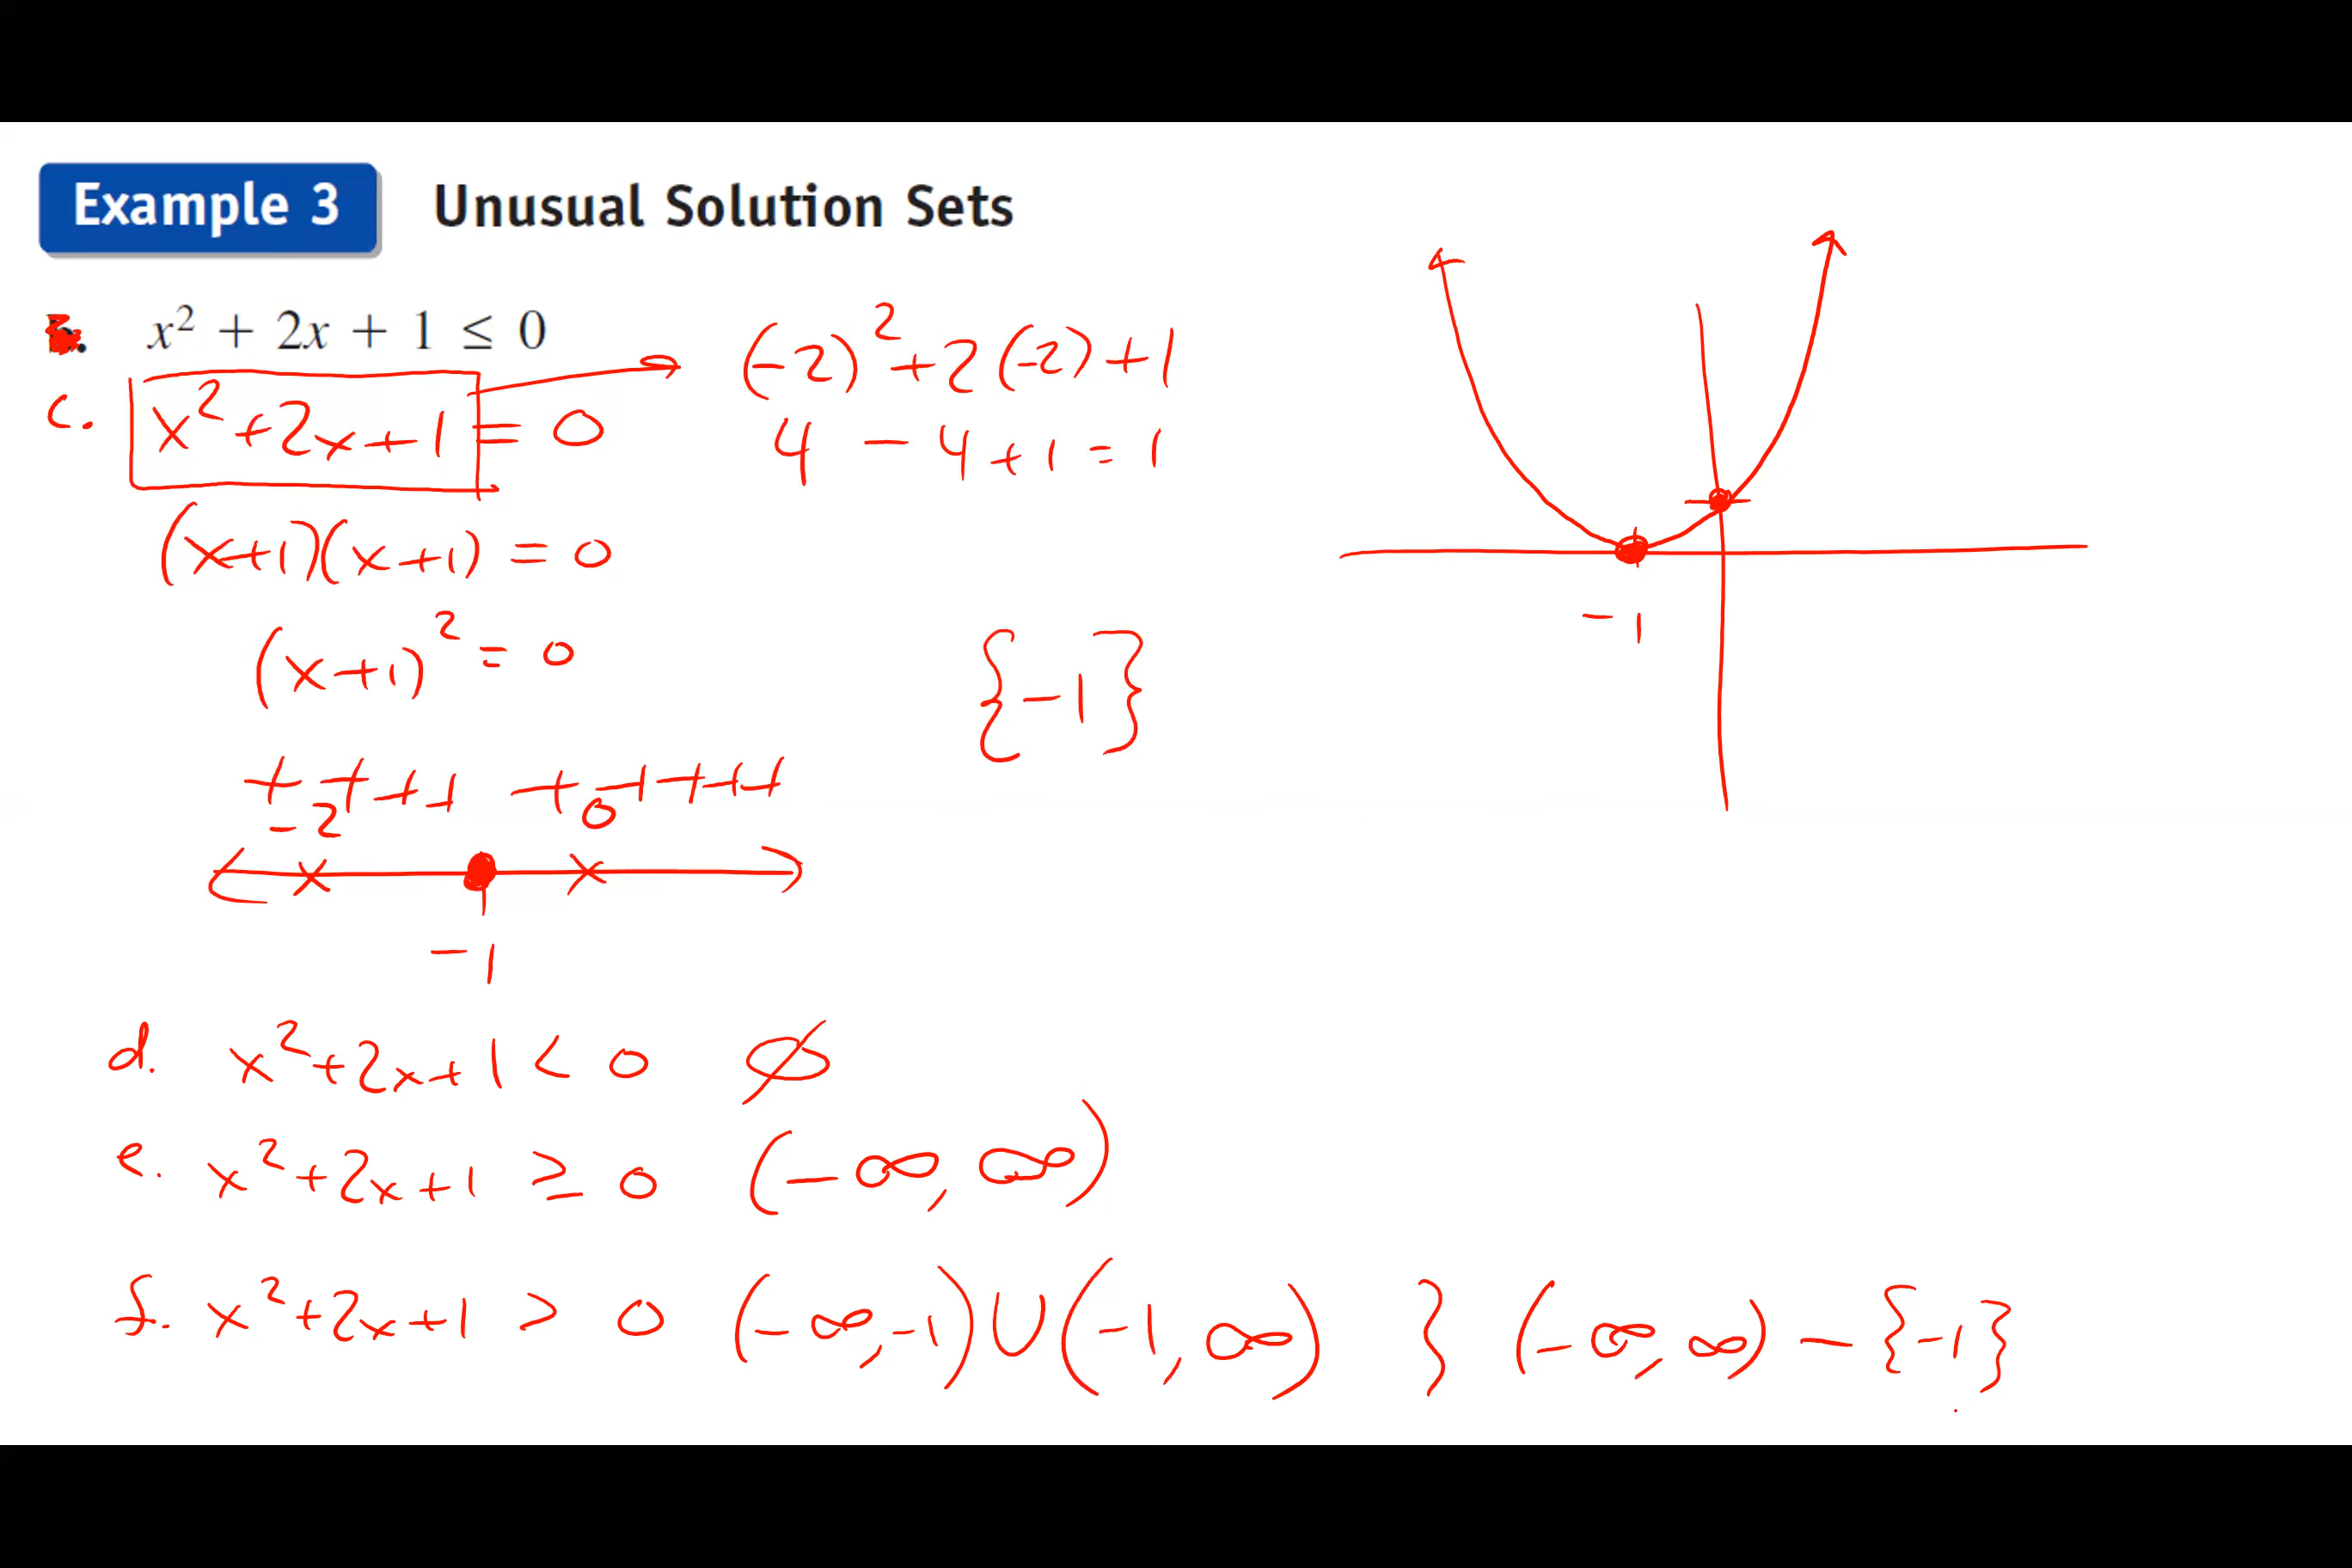 Example 3 Unusual Solution Sets
x² + 2x + 1 ≤ 0
(-2)² + 2(-2) + 1
c. x² + 2x + 1 = 0
4 - 4 + 1 = 1
(x+1)(x+1) = 0
-1
(x+1)² = 0
{-1}
++++ +++++
-2 0
-1
d. x² + 2x + 1 < 0 ∅
e. x² + 2x + 1 ≥ 0 (-∞, ∞)
f. x² + 2x + 1 > 0 (-∞, -1) ∪ (-1, ∞) } (-∞, ∞) - {-1}